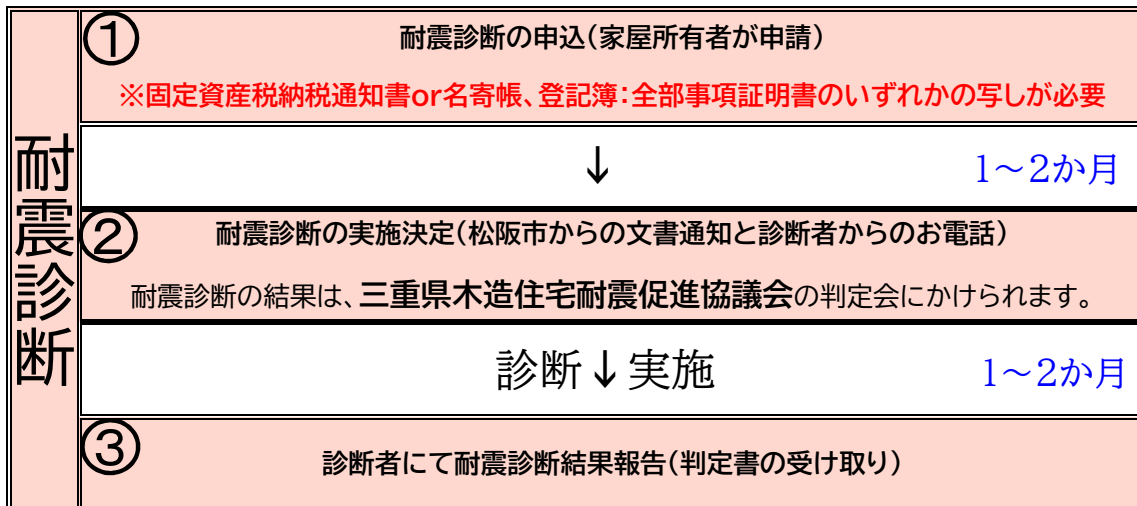 耐震診断
①
耐震診断の申込(家屋所有者が申請)
※固定資産税納税通知書or名寄帳、登記簿:全部事項証明書のいずれかの写しが必要
↓ 1~2か月
②
耐震診断の実施決定(松阪市からの文書通知と診断者からのお電話)
耐震診断の結果は、三重県木造住宅耐震促進協議会の判定会にかけられます。
診断↓実施 1~2か月
③
診断者にて耐震診断結果報告(判定書の受け取り)